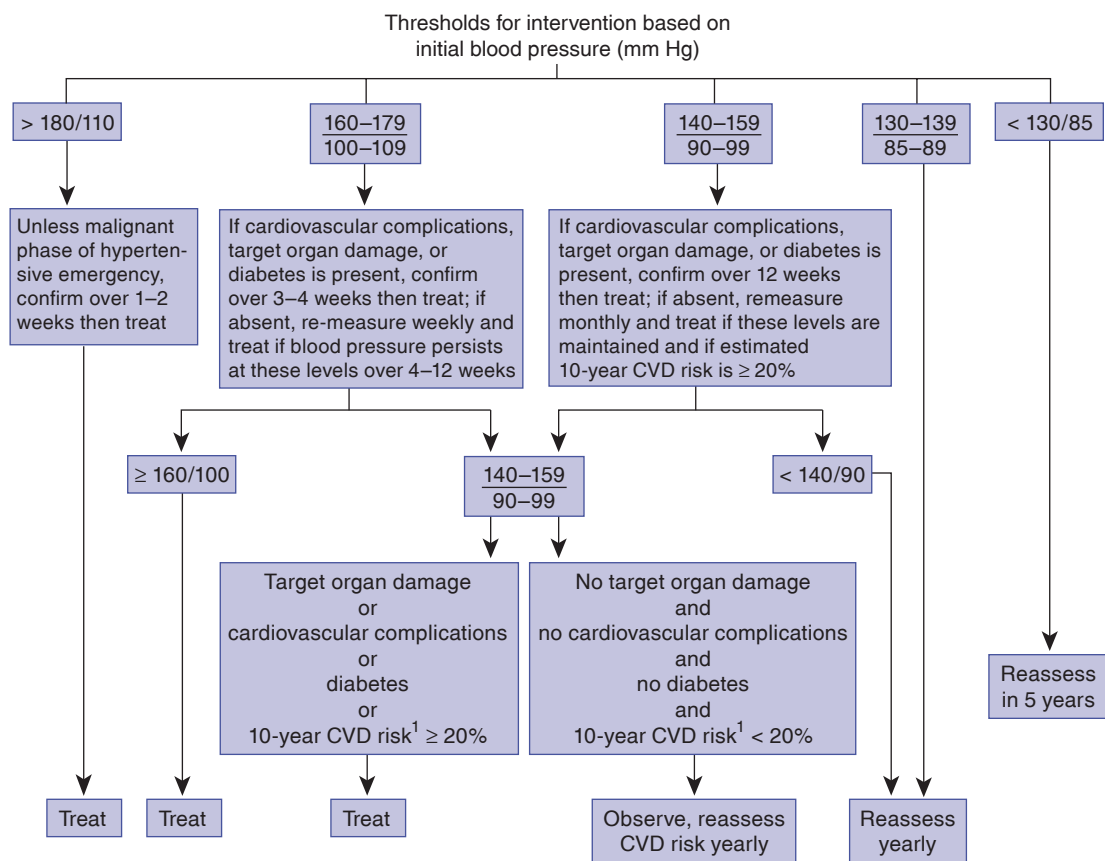 Thresholds for intervention based on
initial blood pressure (mm Hg)
> 180/110
160–179
100–109
140–159
90–99
130–139
85–89
< 130/85
Unless malignant
phase of hyperten-
sive emergency,
confirm over 1–2
weeks then treat
If cardiovascular complications,
target organ damage, or
diabetes is present, confirm
over 3–4 weeks then treat; if
absent, re-measure weekly and
treat if blood pressure persists
at these levels over 4–12 weeks
If cardiovascular complications,
target organ damage, or diabetes is
present, confirm over 12 weeks
then treat; if absent, remeasure
monthly and treat if these levels are
maintained and if estimated
10-year CVD risk is ≥ 20%
≥ 160/100
140–159
90–99
< 140/90
Target organ damage
or
cardiovascular complications
or
diabetes
or
10-year CVD risk¹ ≥ 20%
No target organ damage
and
no cardiovascular complications
and
no diabetes
and
10-year CVD risk¹ < 20%
Reassess
in 5 years
Treat
Treat
Treat
Observe, reassess
CVD risk yearly
Reassess
yearly